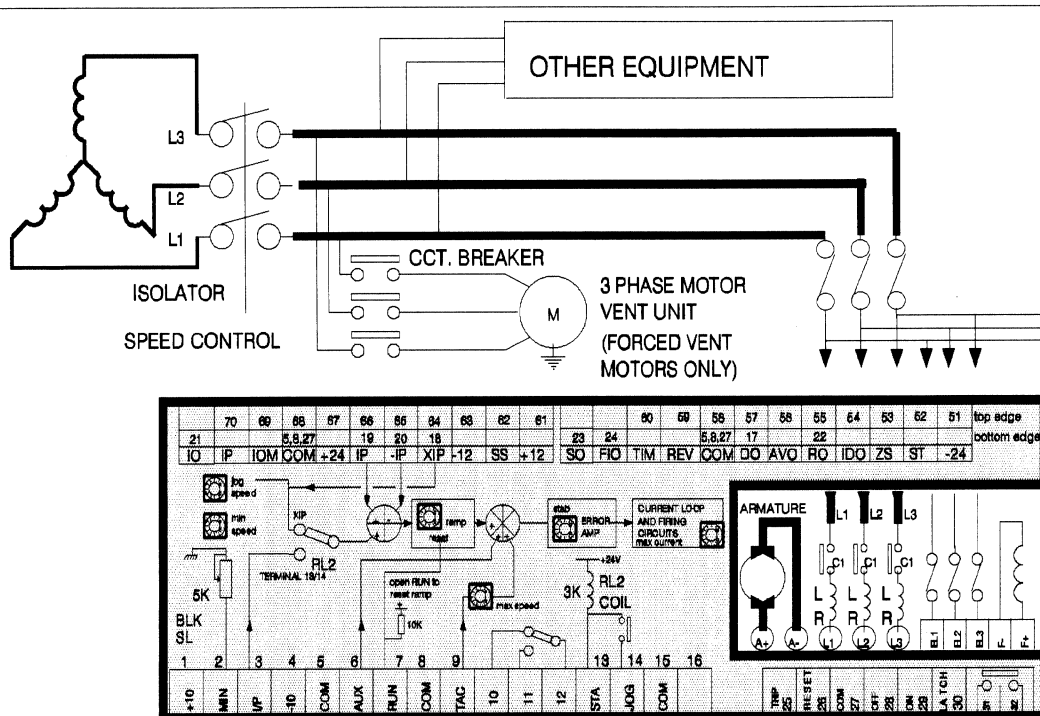 OTHER EQUIPMENT
L3
L2
L1
CCT. BREAKER
ISOLATOR
SPEED CONTROL
M
3 PHASE MOTOR
VENT UNIT
(FORCED VENT
MOTORS ONLY)
70 69 68 67 66 65 64 63 62 61 60 59 58 57 56 55 54 53 52 51 top edge
21 5,8,27 19 20 18 23 24 5,8,27 17 22 bottom edge
IO IP IOM COM +24 IP -IP XIP -12 SS +12 SO FIO TIM REV COM DO AVO RO IDO ZS ST -24
jog
speed
min
speed
XIP
RL2
TERMINAL 13/14
5K
BLK
SL
ramp
reset
open RUN to
reset ramp
10K
max speed
stab
ERROR
AMP
CURRENT LOOP
AND FIRING
CIRCUITS
max current
+24V
3K
RL2
COIL
ARMATURE
L1 L2 L3
C1 C1 C1
L L L
R R R
A+ A- L1 L2 L3 EL1 EL2 EL3 F- F+
1 2 3 4 5 6 7 8 9 10 11 12 13 14 15 16
+10 MIN I/P -10 COM AUX RUN COM TAC STA JOG COM
TRIP 25
RESET 26
COM 27
OFF 28
ON 29
LATCH 30